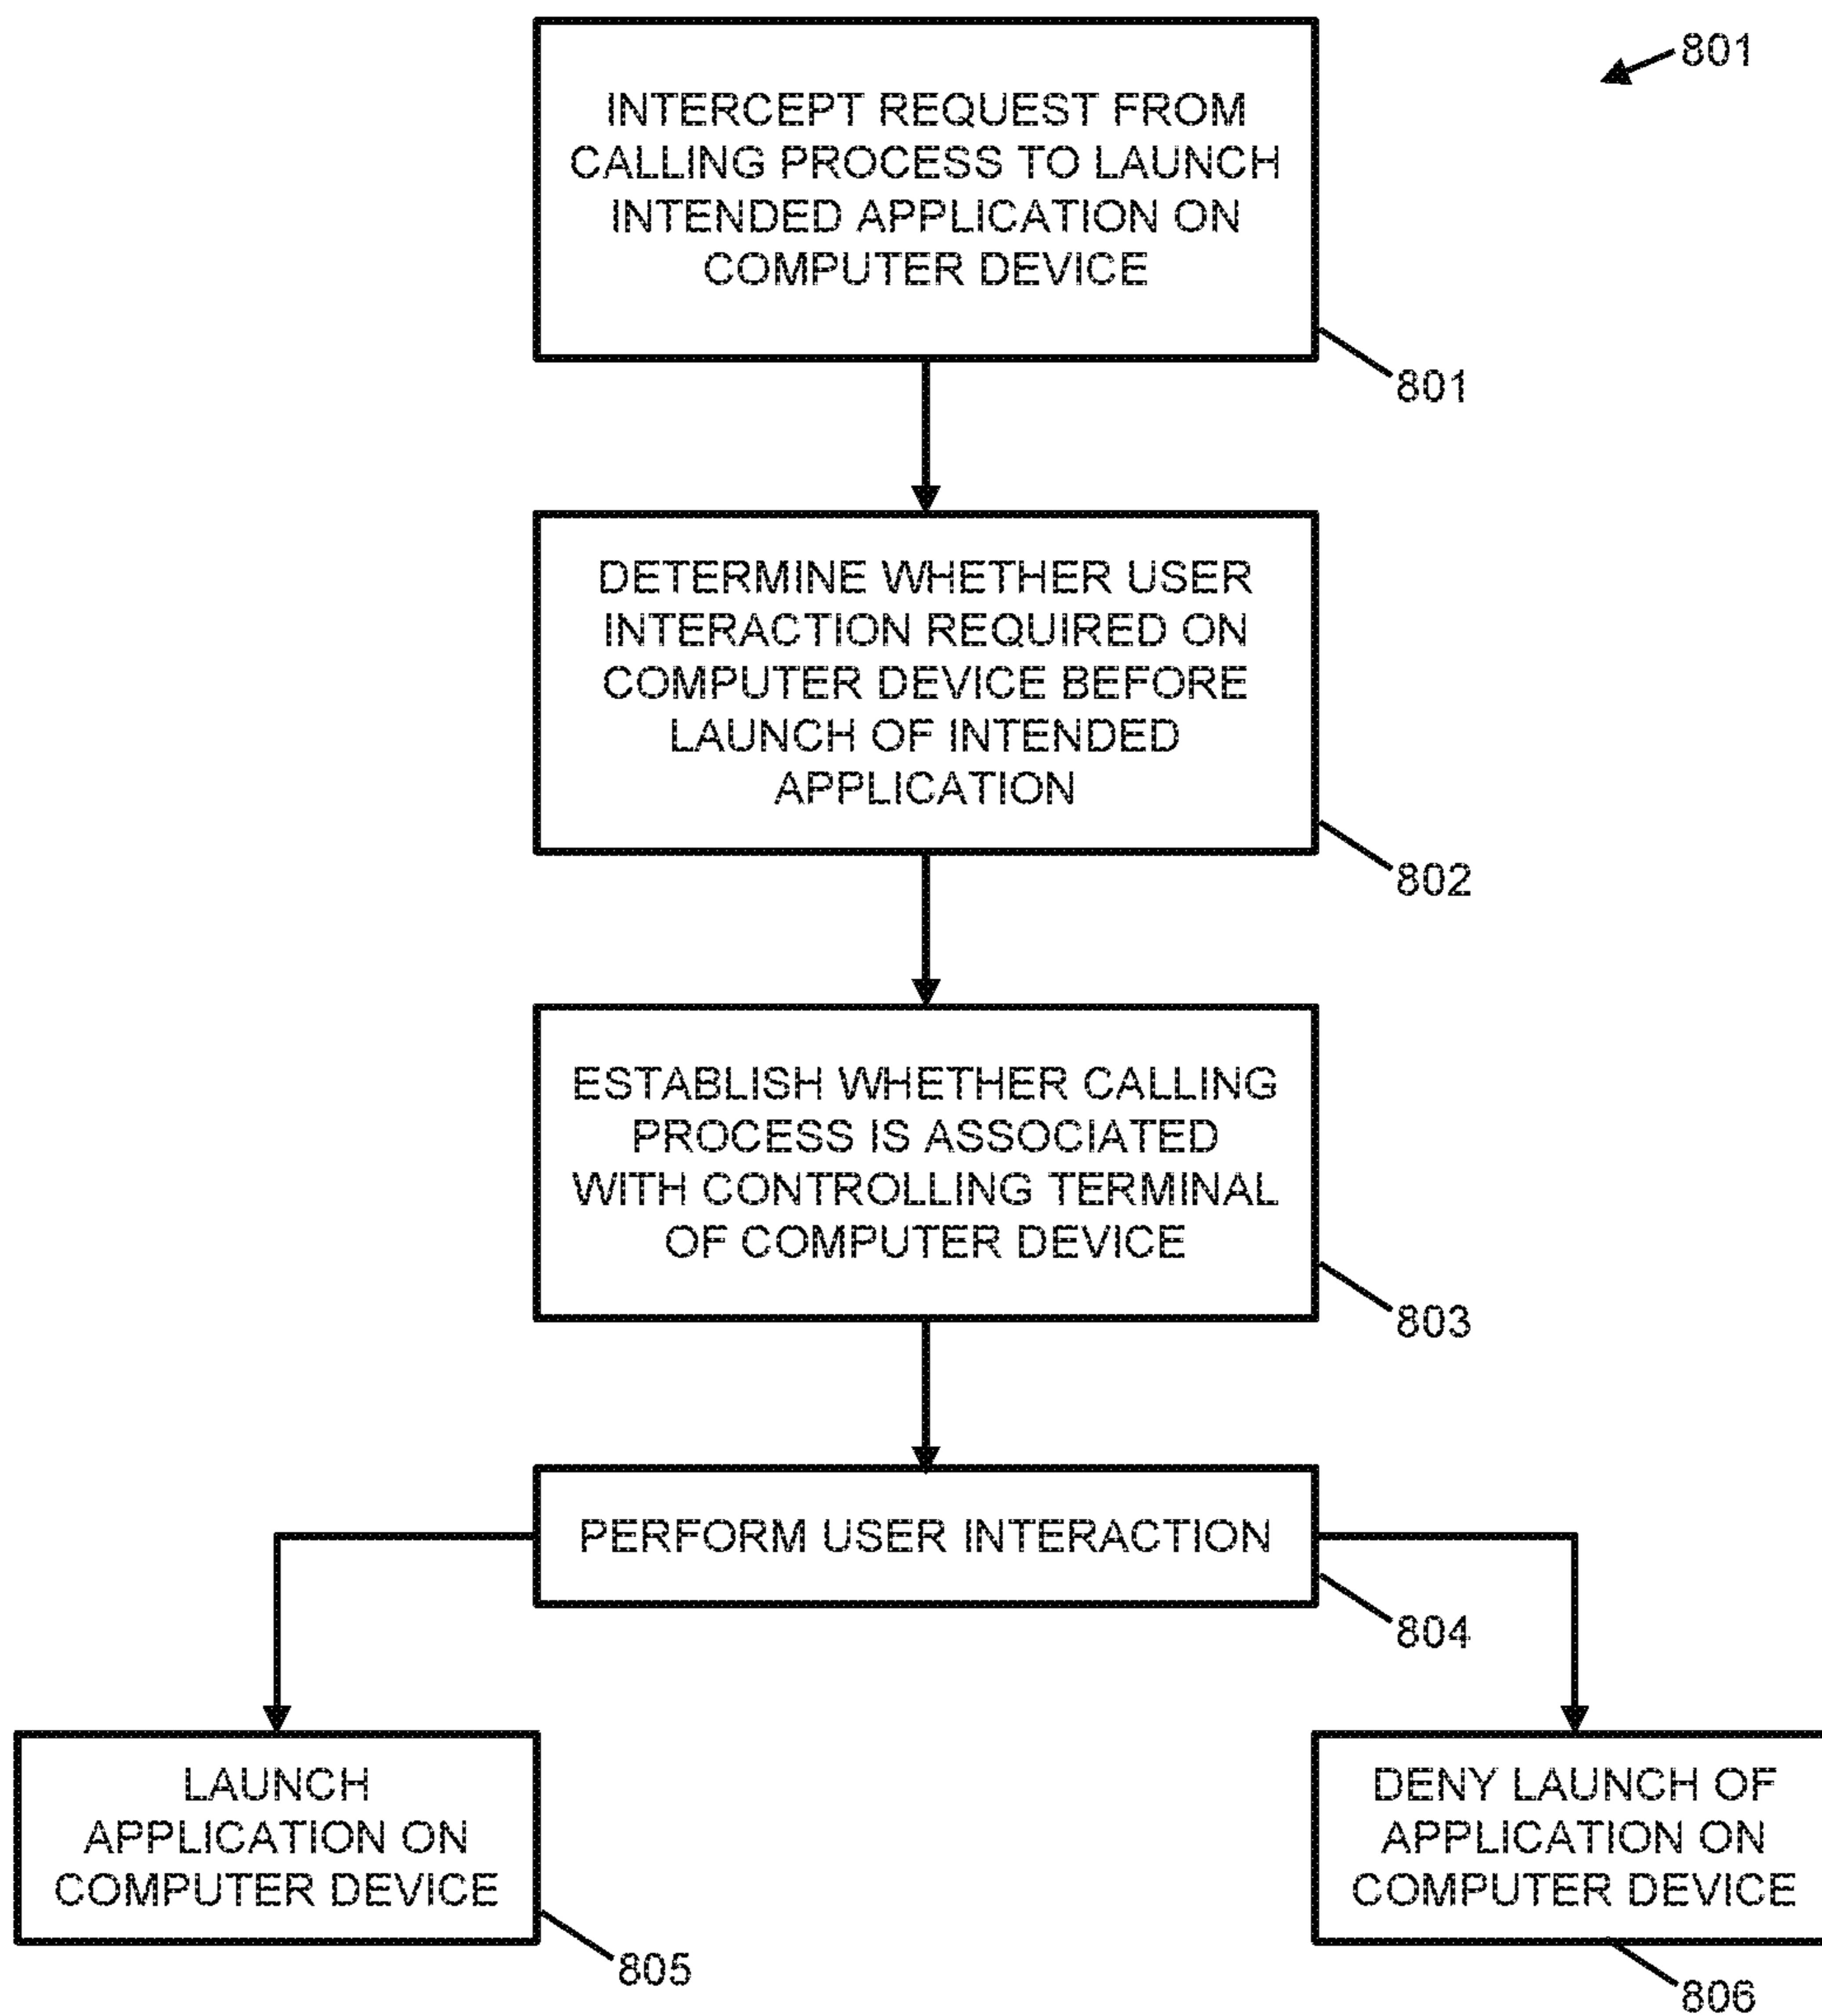 801
INTERCEPT REQUEST FROM
CALLING PROCESS TO LAUNCH
INTENDED APPLICATION ON
COMPUTER DEVICE
801
DETERMINE WHETHER USER
INTERACTION REQUIRED ON
COMPUTER DEVICE BEFORE
LAUNCH OF INTENDED
APPLICATION
802
ESTABLISH WHETHER CALLING
PROCESS IS ASSOCIATED
WITH CONTROLLING TERMINAL
OF COMPUTER DEVICE
803
PERFORM USER INTERACTION
804
LAUNCH
APPLICATION ON
COMPUTER DEVICE
805
DENY LAUNCH OF
APPLICATION ON
COMPUTER DEVICE
806